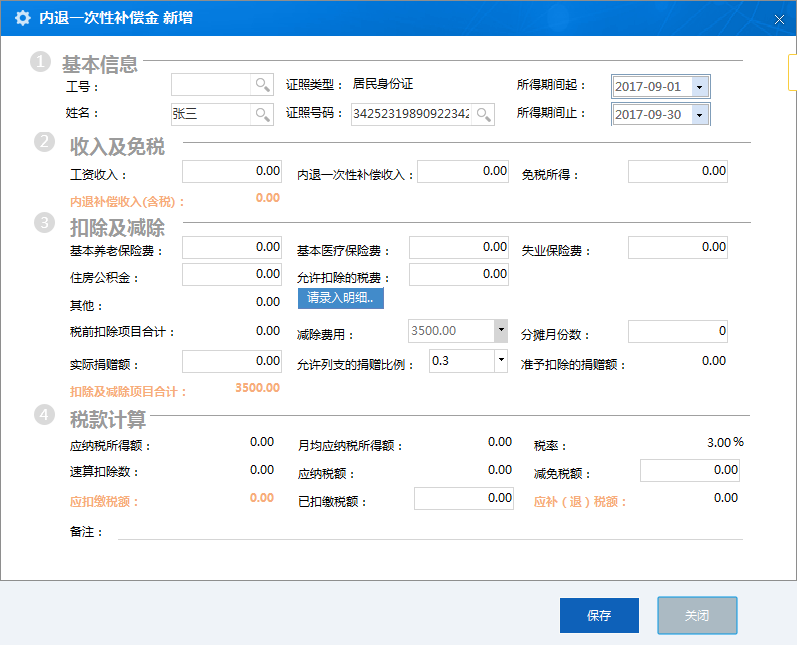 内退一次性补偿金 新增
1 基本信息
工号： 证照类型： 居民身份证 所得期间起： 2017-09-01
姓名： 张三 证照号码： 34252319890922342 所得期间止： 2017-09-30
2 收入及免税
工资收入： 0.00 内退一次性补偿收入： 0.00 免税所得： 0.00
内退补偿收入(含税)： 0.00
3 扣除及减除
基本养老保险费： 0.00 基本医疗保险费： 0.00 失业保险费： 0.00
住房公积金： 0.00 允许扣除的税费： 0.00
其他： 0.00 请录入明细..
税前扣除项目合计： 0.00 减除费用： 3500.00 分摊月份数： 0
实际捐赠额： 0.00 允许列支的捐赠比例： 0.3 准予扣除的捐赠额： 0.00
扣除及减除项目合计： 3500.00
4 税款计算
应纳税所得额： 0.00 月均应纳税所得额： 0.00 税率： 3.00%
速算扣除数： 0.00 应纳税额： 0.00 减免税额： 0.00
应扣缴税额： 0.00 已扣缴税额： 0.00 应补（退）税额： 0.00
备注：
保存 关闭